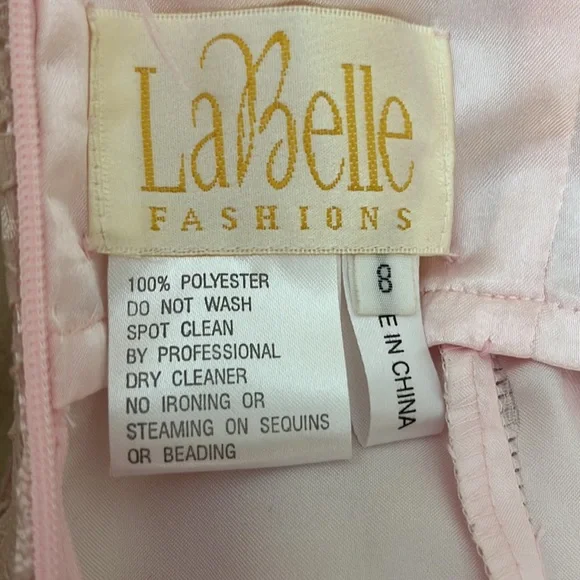 LaBelle
FASHIONS
100% POLYESTER
DO NOT WASH
SPOT CLEAN
BY PROFESSIONAL
DRY CLEANER
NO IRONING OR
STEAMING ON SEQUINS
OR BEADING
8
E IN CHINA